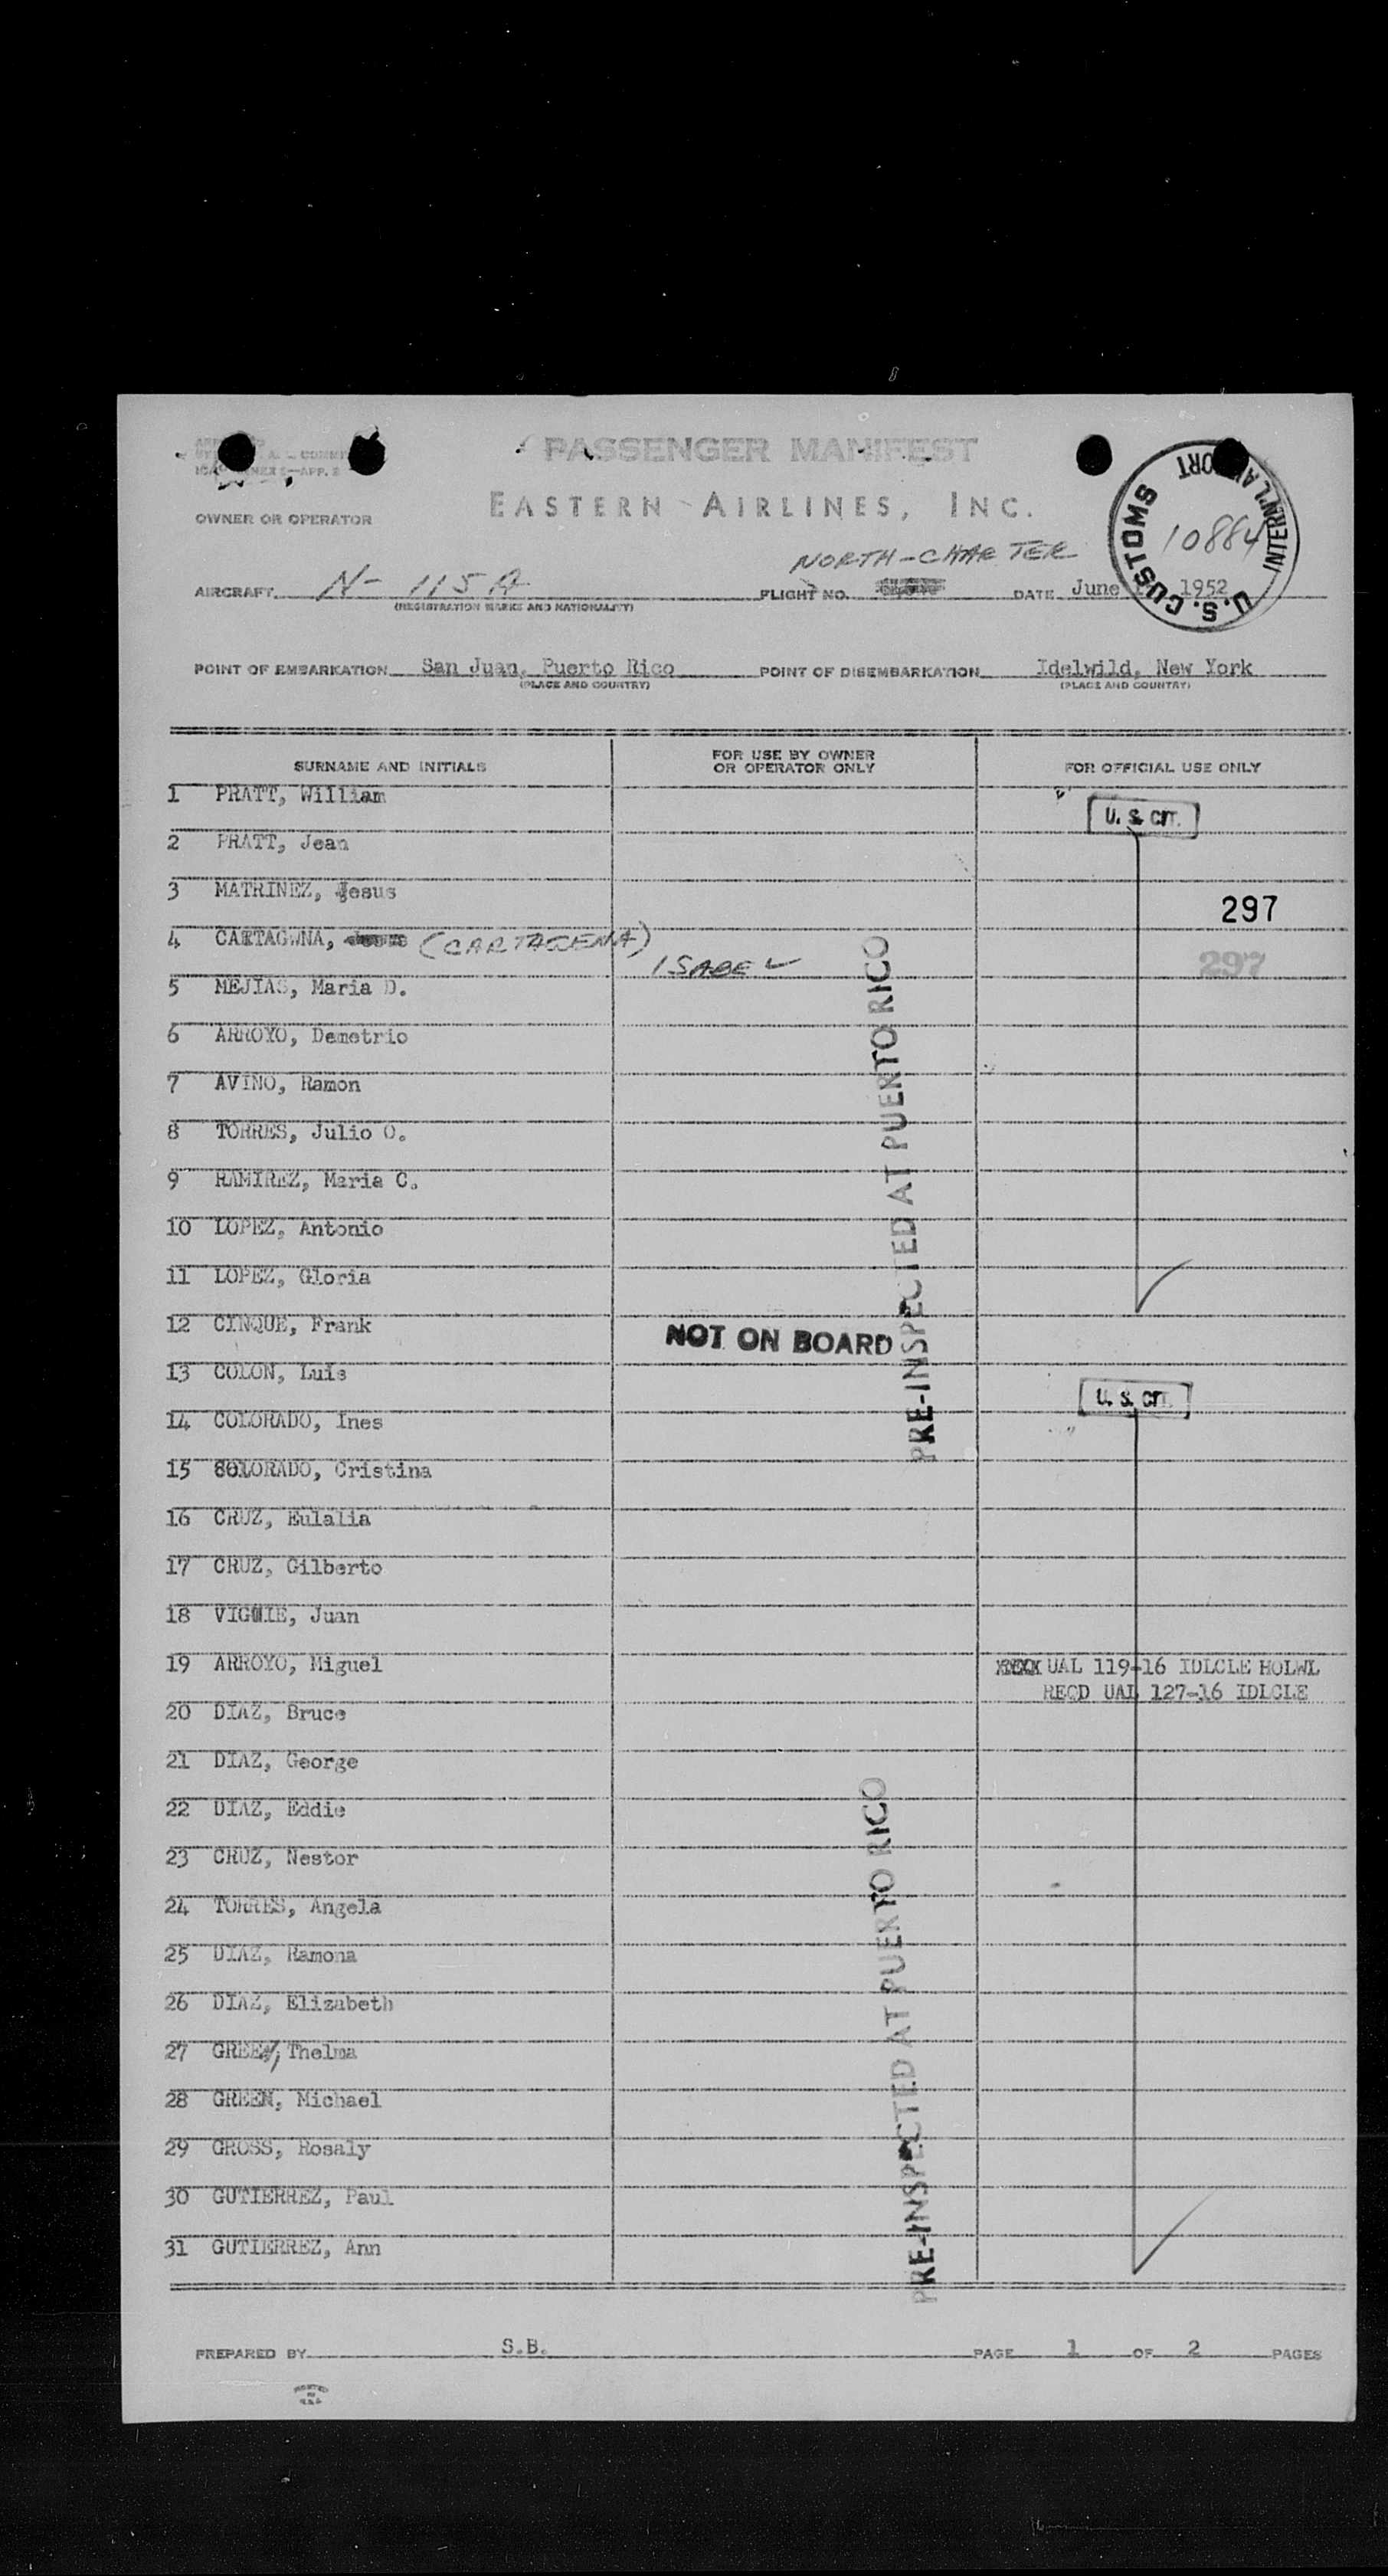 PASSENGER MANIFEST
EASTERN AIRLINES, INC.
OWNER OR OPERATOR
U.S. CUSTOMS
INTERN'L AIRPORT
10884
NORTH-CHARTER
AIRCRAFT N- 115 A FLIGHT NO. DATE June 1952
(REGISTRATION MARKS AND NATIONALITY)
POINT OF EMBARKATION San Juan, Puerto Rico POINT OF DISEMBARKATION Idelwild, New York
(PLACE AND COUNTRY) (PLACE AND COUNTRY)
SURNAME AND INITIALS FOR USE BY OWNER OR OPERATOR ONLY FOR OFFICIAL USE ONLY
1 PRATT, William
U. S. CIT.
2 PRATT, Jean
3 MATRINEZ, Jesus
297
4 CARTAGWNA, (CARTAGENA) ISABEL
297
5 MEJIAS, Maria D.
6 ARROYO, Demetrio
7 AVINO, Ramon
8 TORRES, Julio O.
9 RAMIREZ, Maria C.
10 LOPEZ, Antonio
11 LOPEZ, Gloria
12 CINQUE, Frank NOT ON BOARD
PRE-INSPECTED AT PUERTO RICO
13 COLON, Luis
U. S. CIT.
14 COLORADO, Ines
15 COLORADO, Cristina
16 CRUZ, Eulalia
17 CRUZ, Gilberto
18 VIGNIE, Juan
19 ARROYO, Miguel UAL 119-16 IDLCLE HOLWL
RECD UAL 127-16 IDLCLE
20 DIAZ, Bruce
21 DIAZ, George
22 DIAZ, Eddie
23 CRUZ, Nestor
24 TORRES, Angela
25 DIAZ, Ramona
26 DIAZ, Elizabeth
27 GREEN, Thelma
28 GREEN, Michael
29 GROSS, Rosaly
30 GUTIERREZ, Paul
31 GUTIERREZ, Ann
PRE-INSPECTED AT PUERTO RICO
PREPARED BY S.B. PAGE 1 OF 2 PAGES
PRINTED IN U.S.A.